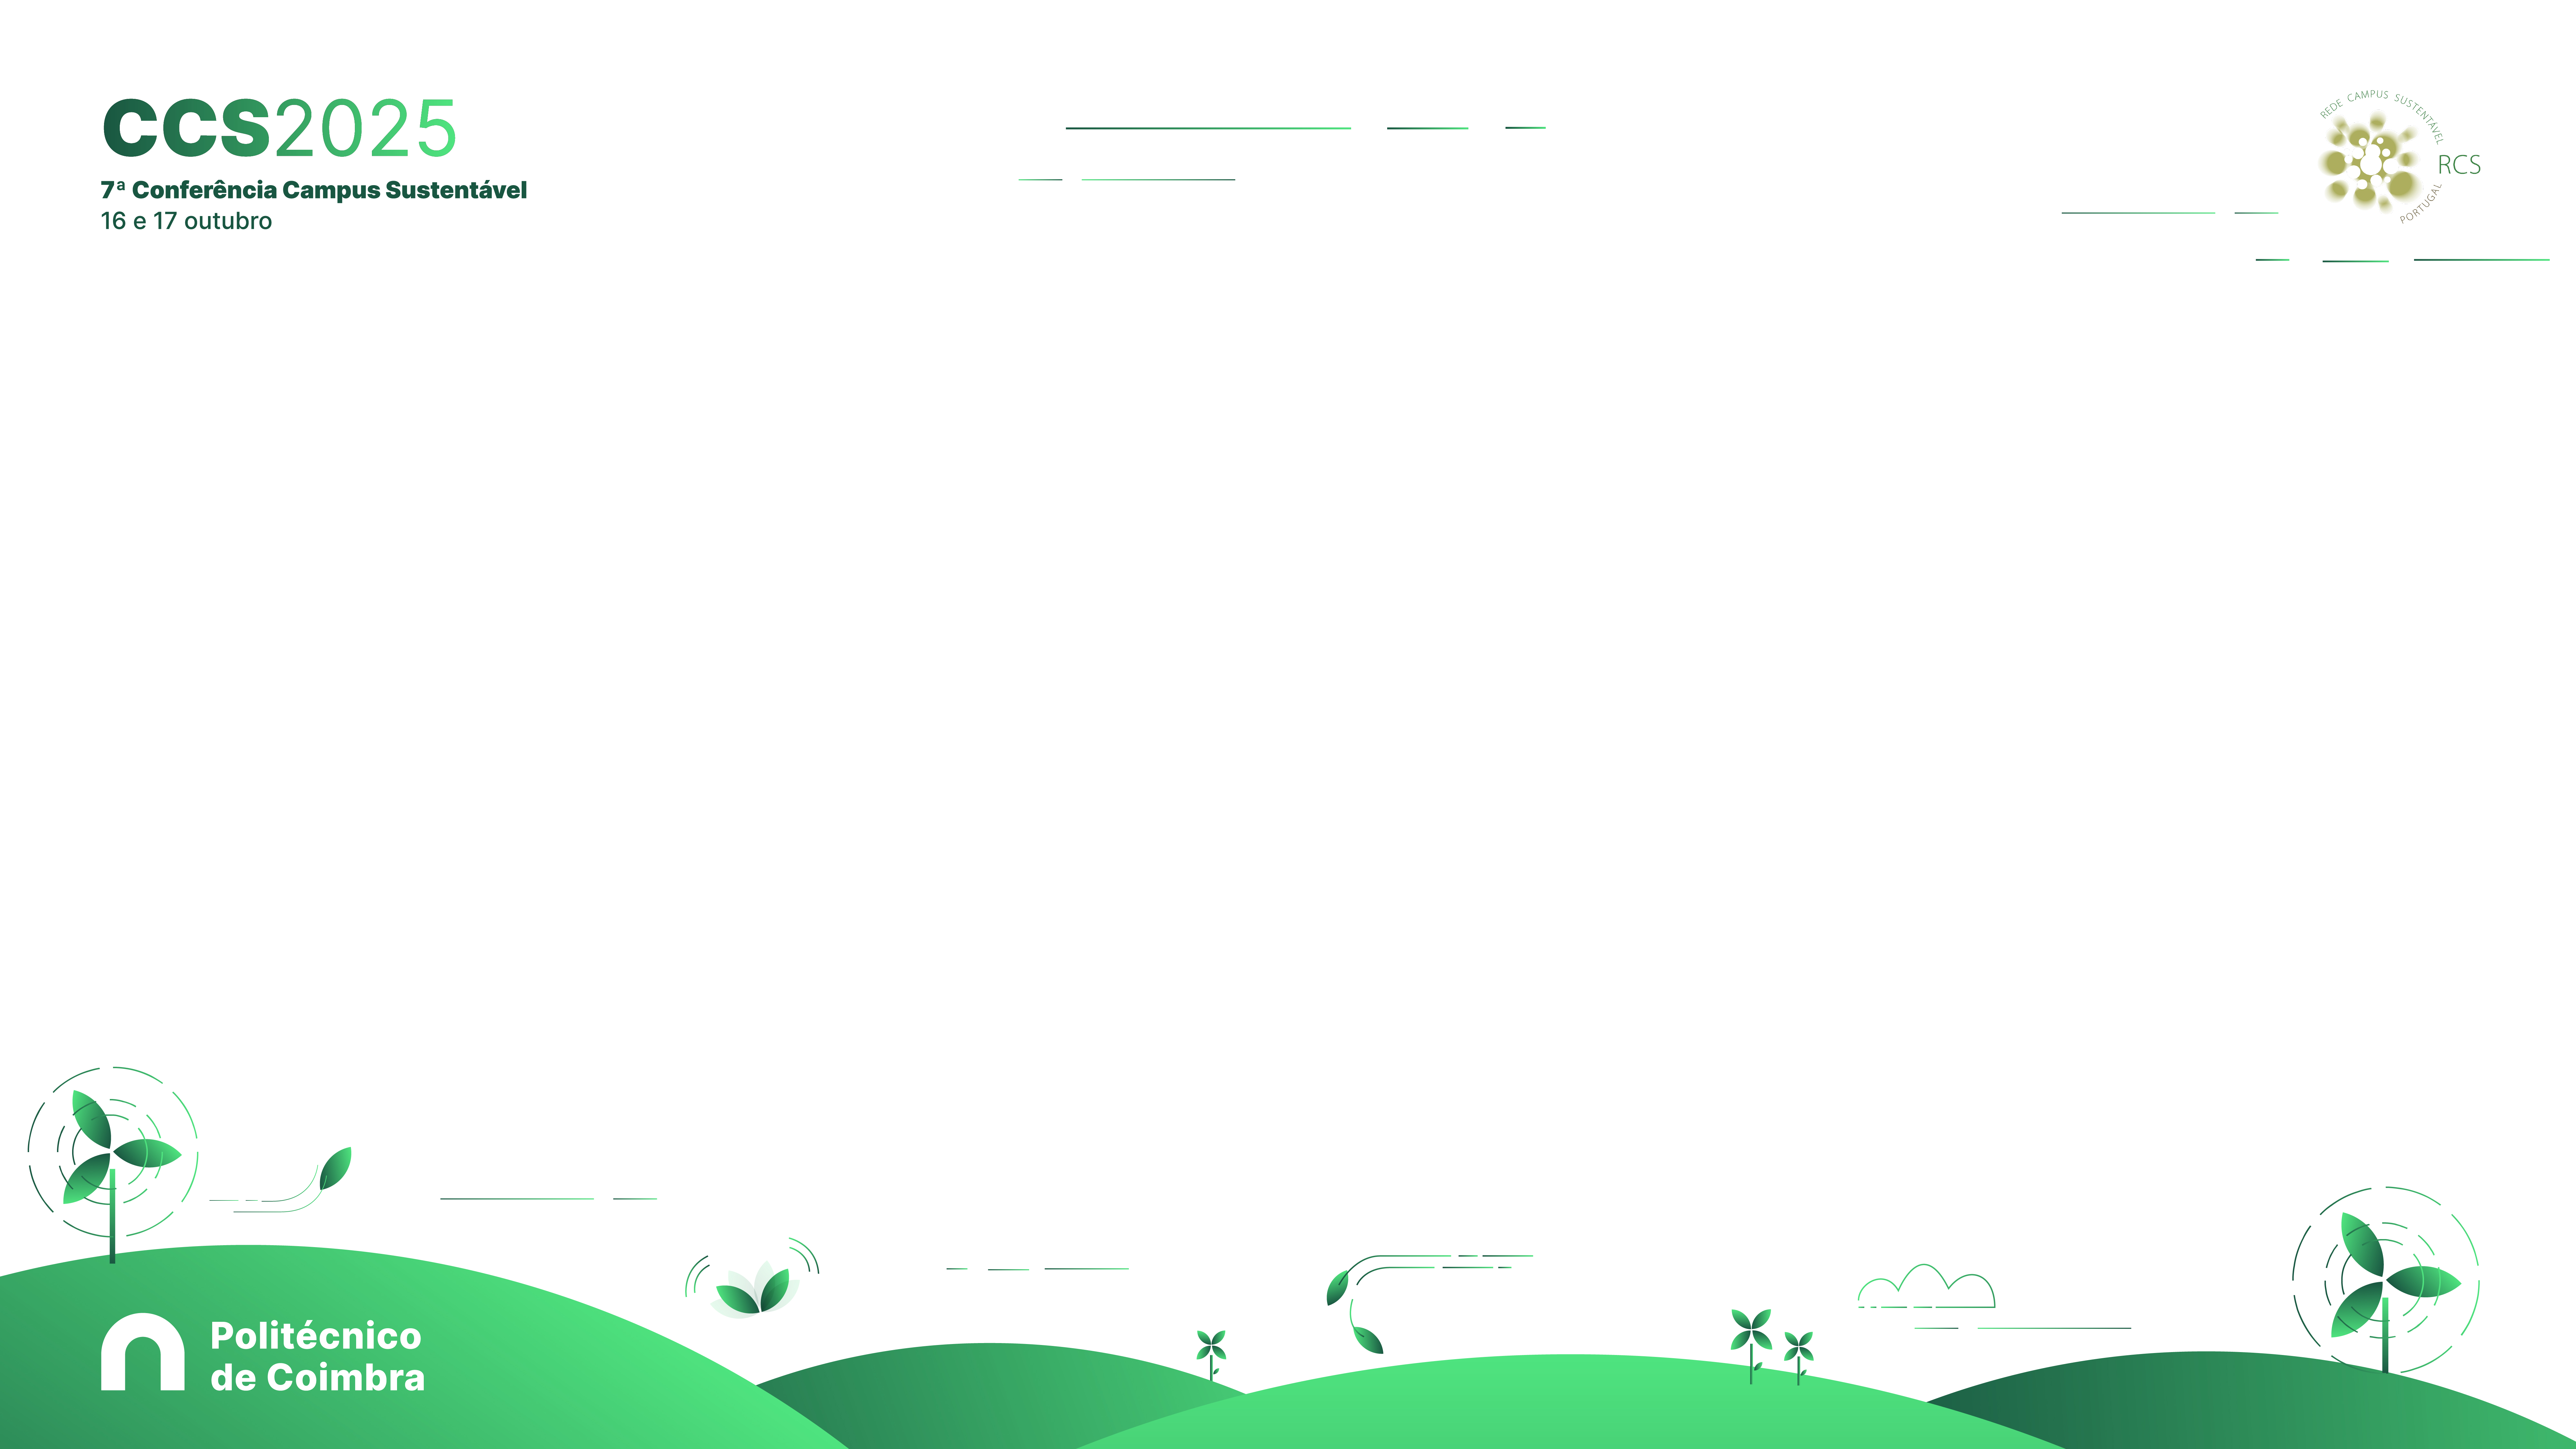 CCS2025
7ª Conferência Campus Sustentável
16 e 17 outubro
REDE CAMPUS SUSTENTÁVEL
RCS
PORTUGAL
Politécnico
de Coimbra